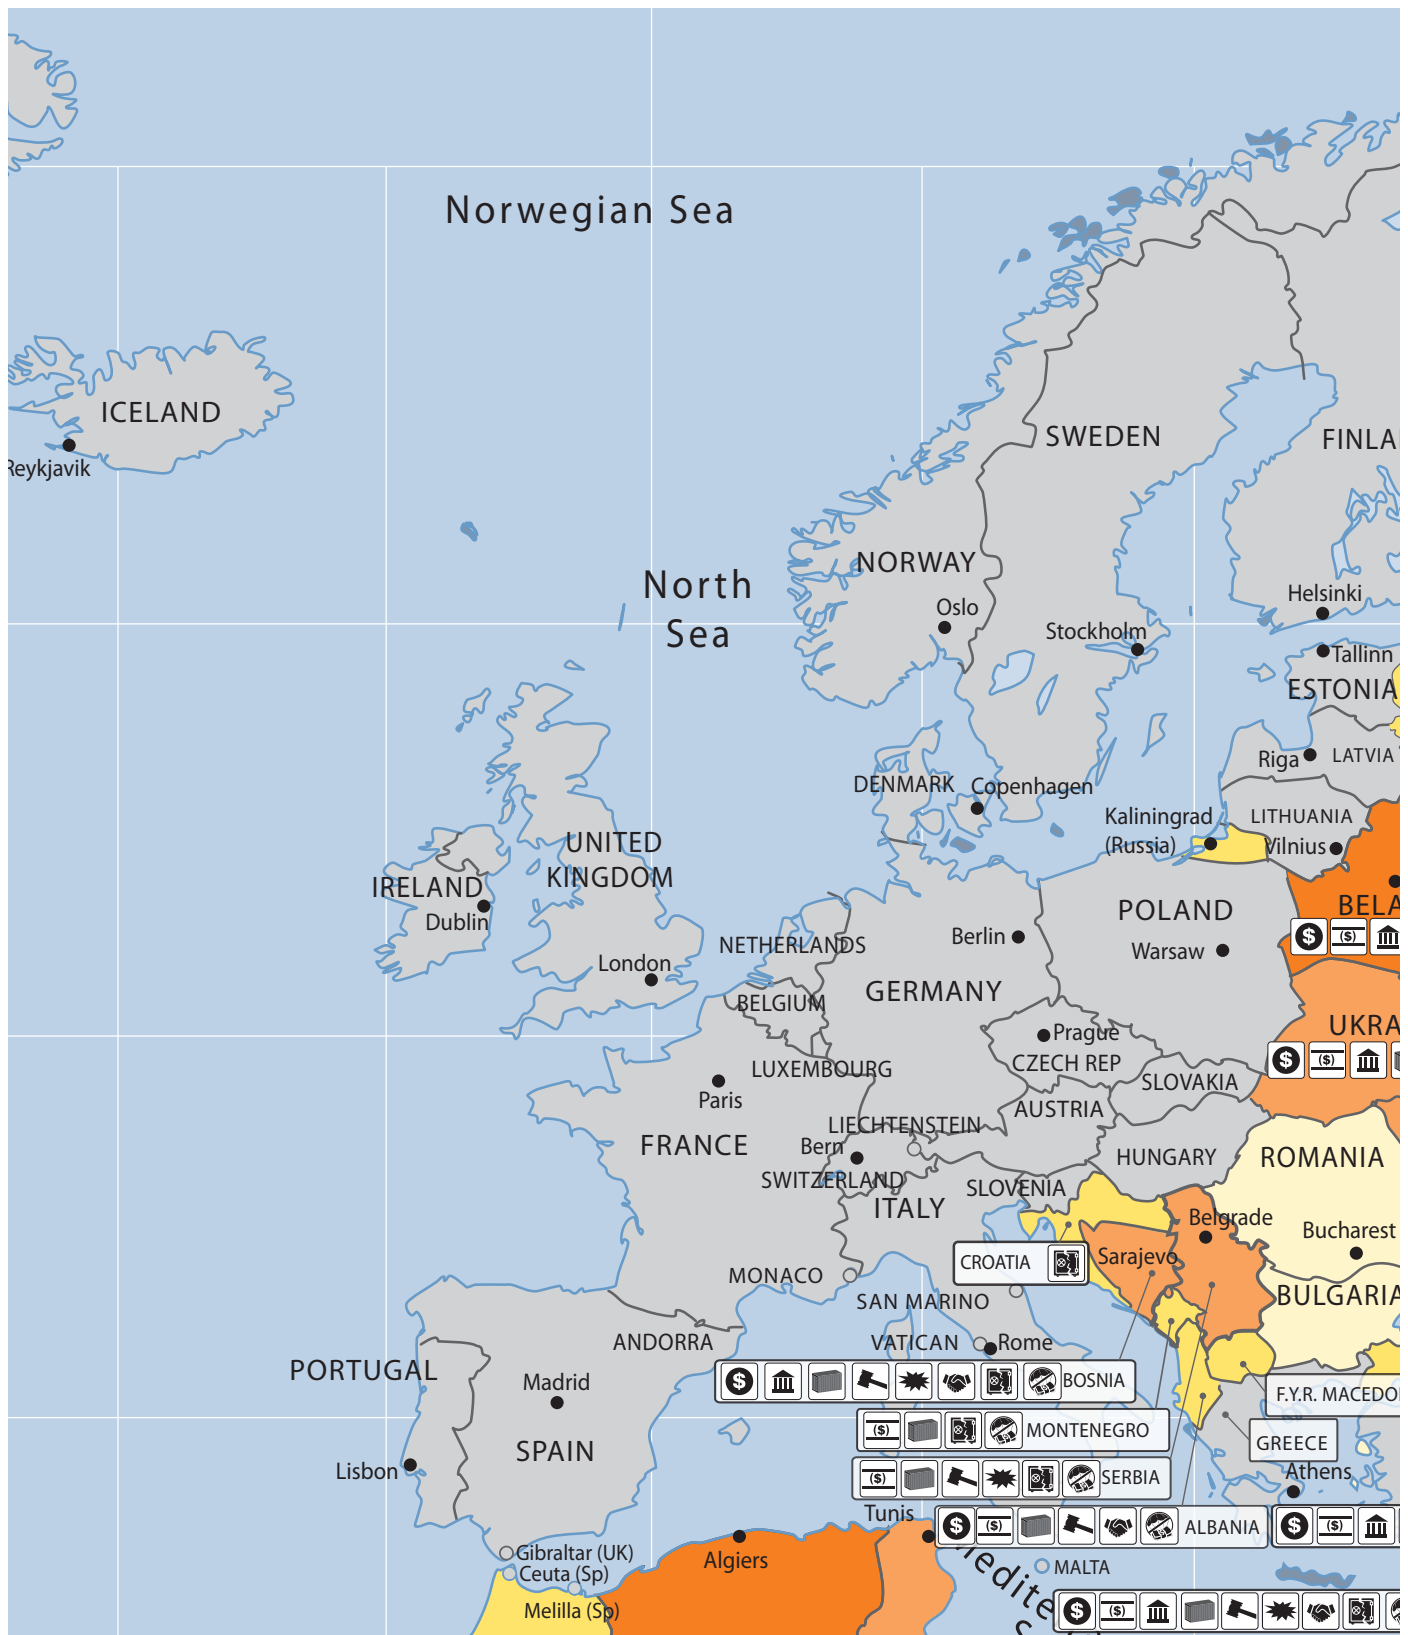 Norwegian Sea
ICELAND
Reykjavik
SWEDEN
FINLA
NORWAY
North
Sea
Helsinki
Oslo
Stockholm
Tallinn
ESTONIA
Riga
LATVIA
DENMARK
Copenhagen
Kaliningrad
(Russia)
LITHUANIA
Vilnius
UNITED
KINGDOM
IRELAND
Dublin
BELA
POLAND
Berlin
Warsaw
NETHERLANDS
London
($)
GERMANY
BELGIUM
UKRA
Prague
CZECH REP
($)
LUXEMBOURG
SLOVAKIA
Paris
AUSTRIA
LIECHTENSTEIN
FRANCE
Bern
HUNGARY
ROMANIA
SWITZERLAND
SLOVENIA
ITALY
Belgrade
Bucharest
CROATIA
Sarajevo
MONACO
BULGARIA
SAN MARINO
ANDORRA
VATICAN
Rome
PORTUGAL
Madrid
BOSNIA
F.Y.R. MACEDO
($)
MONTENEGRO
GREECE
SPAIN
Lisbon
($)
SERBIA
Athens
Tunis
($)
ALBANIA
($)
Gibraltar (UK)
Algiers
Ceuta (Sp)
MALTA
Medite
Melilla (Sp)
($)